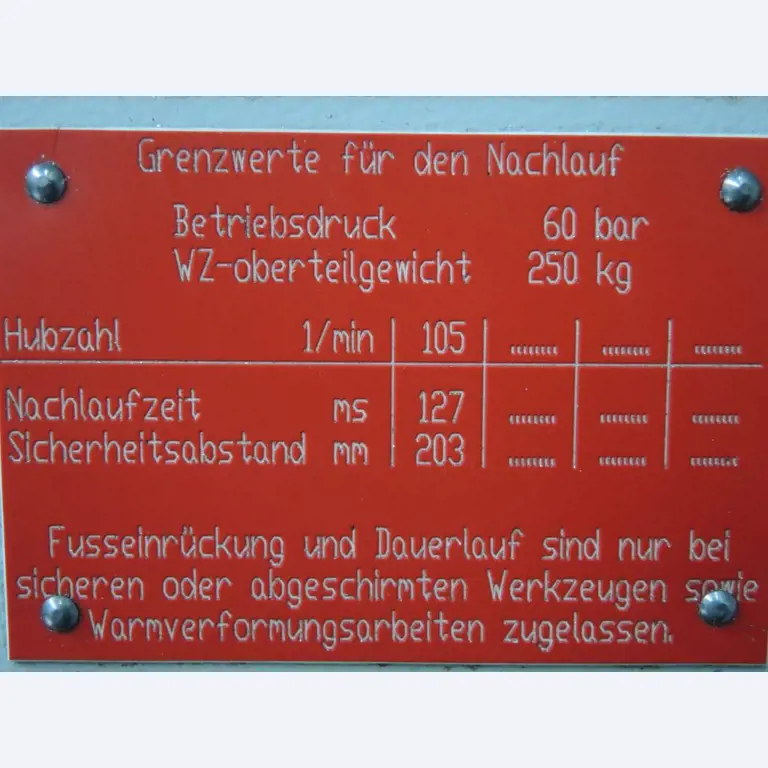 Grenzwerte für den Nachlauf
Betriebsdruck 60 bar
WZ-oberteilgewicht 250 kg
Hubzahl 1/min 105 ........ ........ ........
Nachlaufzeit ms 127 ........ ........ ........
Sicherheitsabstand mm 203 ........ ........ ........
Fusseinrückung und Dauerlauf sind nur bei
sicheren oder abgeschirmten Werkzeugen sowie
Warmverformungsarbeiten zugelassen.